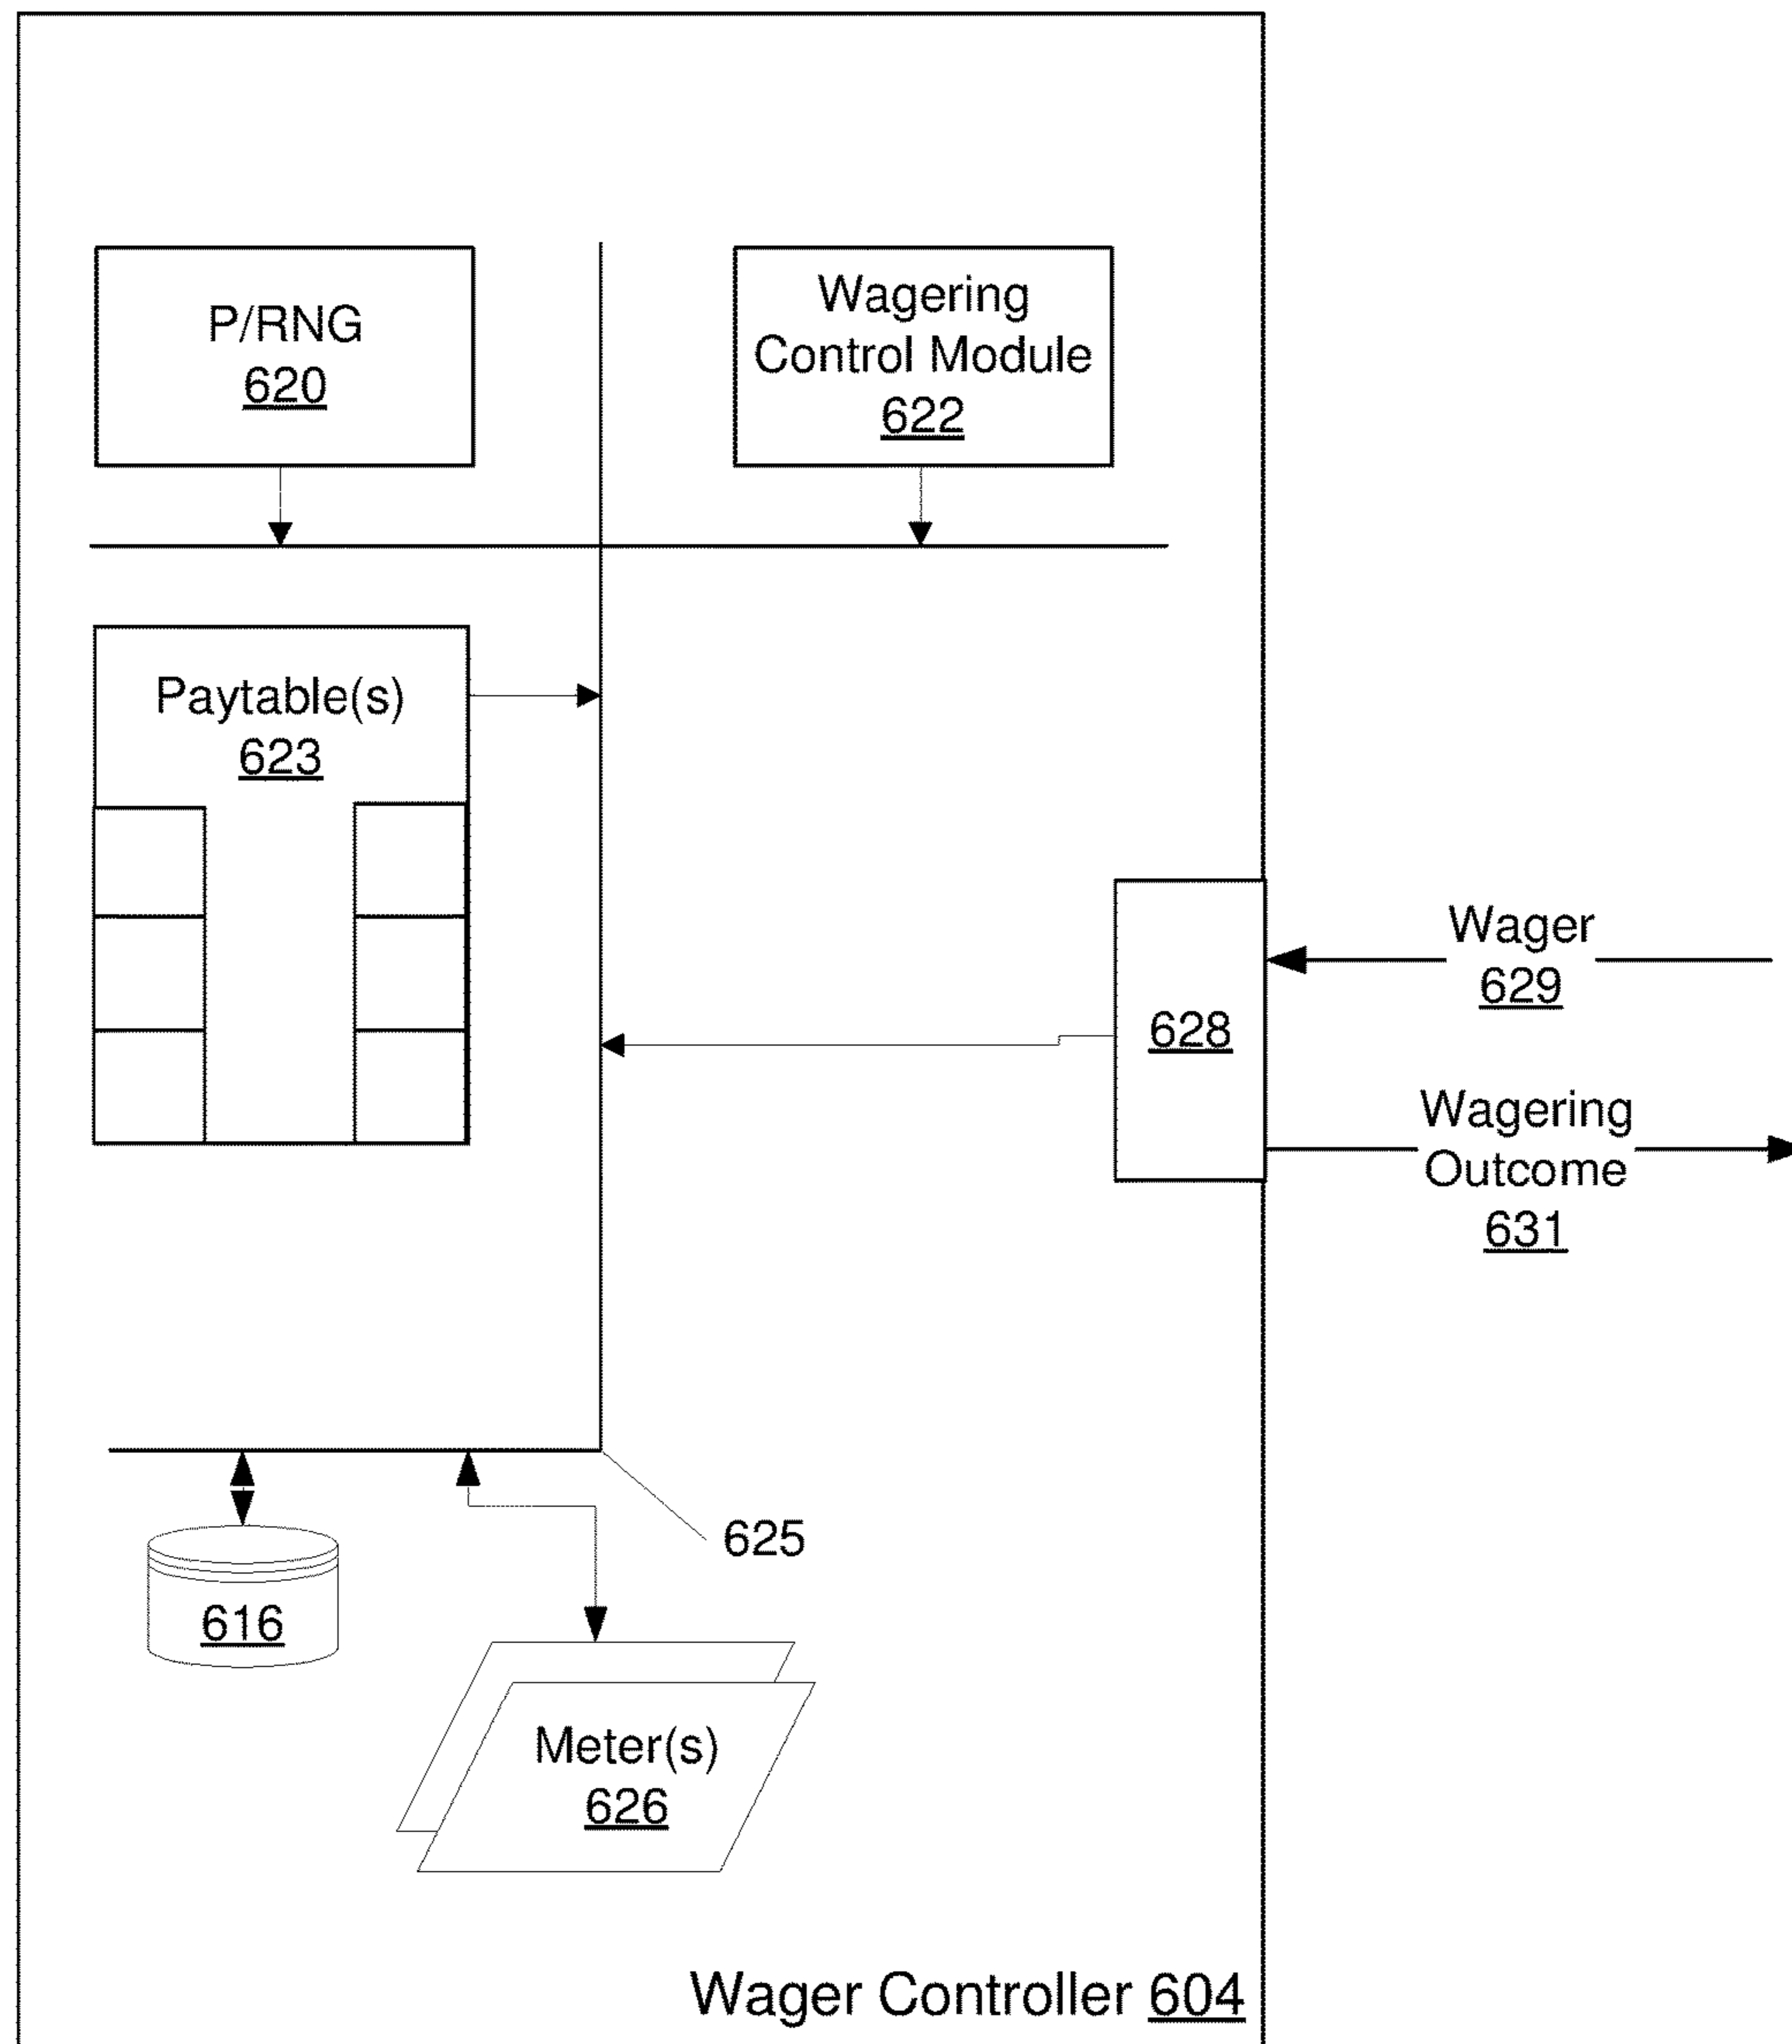 P/RNG
620
Wagering
Control Module
622
Paytable(s)
623
Wager
629
628
Wagering
Outcome
631
625
616
Meter(s)
626
Wager Controller 604